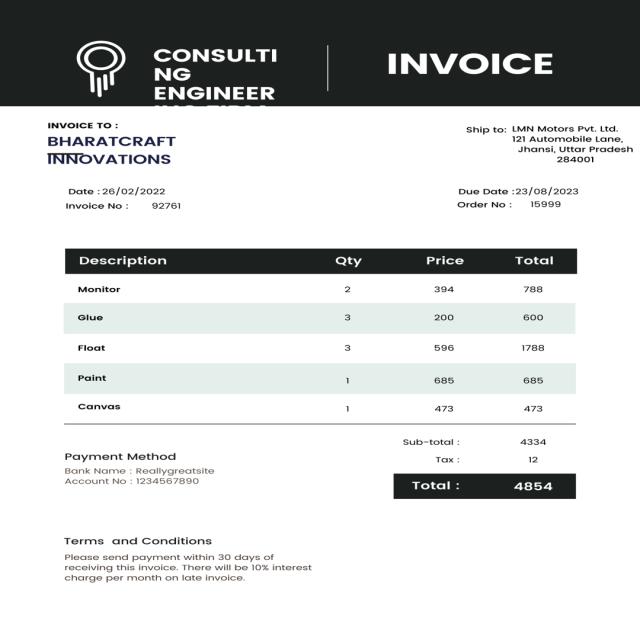 CONSULTI
NG
ENGINEER
INVOICE
INVOICE TO :
BHARATCRAFT
INNOVATIONS
Ship to: LMN Motors Pvt. Ltd.
121 Automobile Lane,
Jhansi, Uttar Pradesh
284001
Date : 26/02/2022
Invoice No : 92761
Due Date :23/08/2023
Order No : 15999
Description Qty Price Total
Monitor 2 394 788
Glue 3 200 600
Float 3 596 1788
Paint 1 685 685
Canvas 1 473 473
Sub-total : 4334
Tax : 12
Total : 4854
Payment Method
Bank Name : Reallygreatsite
Account No : 1234567890
Terms and Conditions
Please send payment within 30 days of
receiving this invoice. There will be 10% interest
charge per month on late invoice.